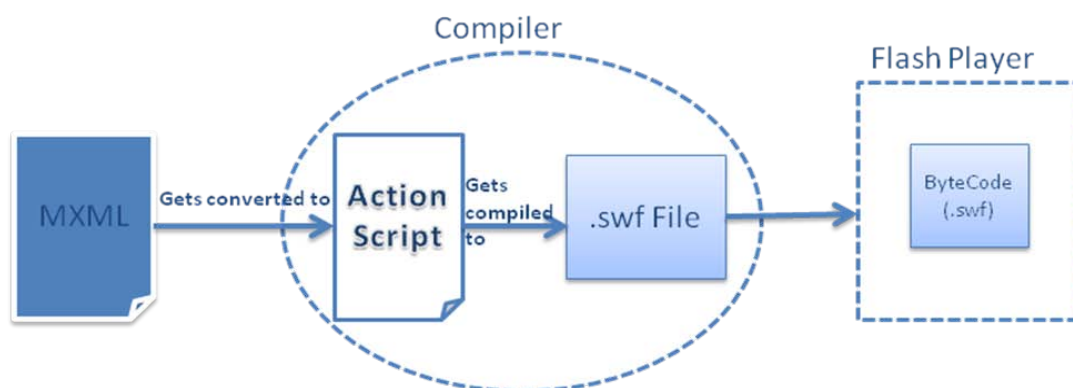 Compiler
Flash Player
MXML
Gets converted to
Action
Script
Gets
compiled
to
.swf File
ByteCode
(.swf)